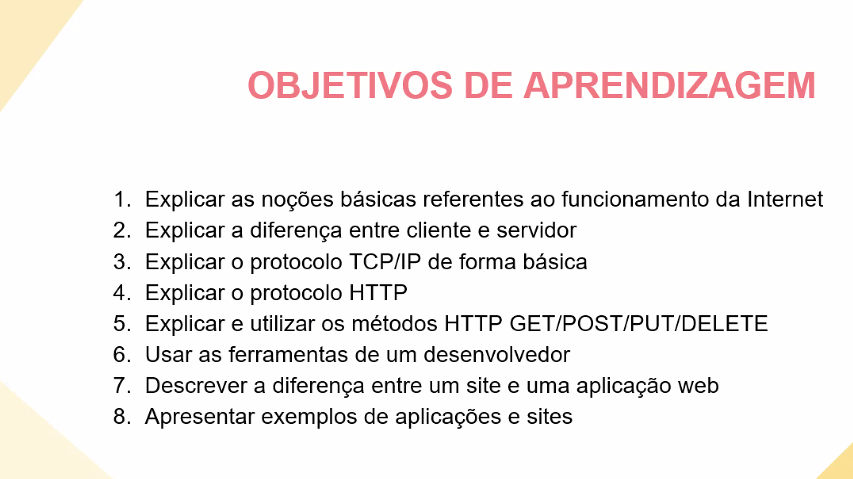 OBJETIVOS DE APRENDIZAGEM
1. Explicar as noções básicas referentes ao funcionamento da Internet
2. Explicar a diferença entre cliente e servidor
3. Explicar o protocolo TCP/IP de forma básica
4. Explicar o protocolo HTTP
5. Explicar e utilizar os métodos HTTP GET/POST/PUT/DELETE
6. Usar as ferramentas de um desenvolvedor
7. Descrever a diferença entre um site e uma aplicação web
8. Apresentar exemplos de aplicações e sites